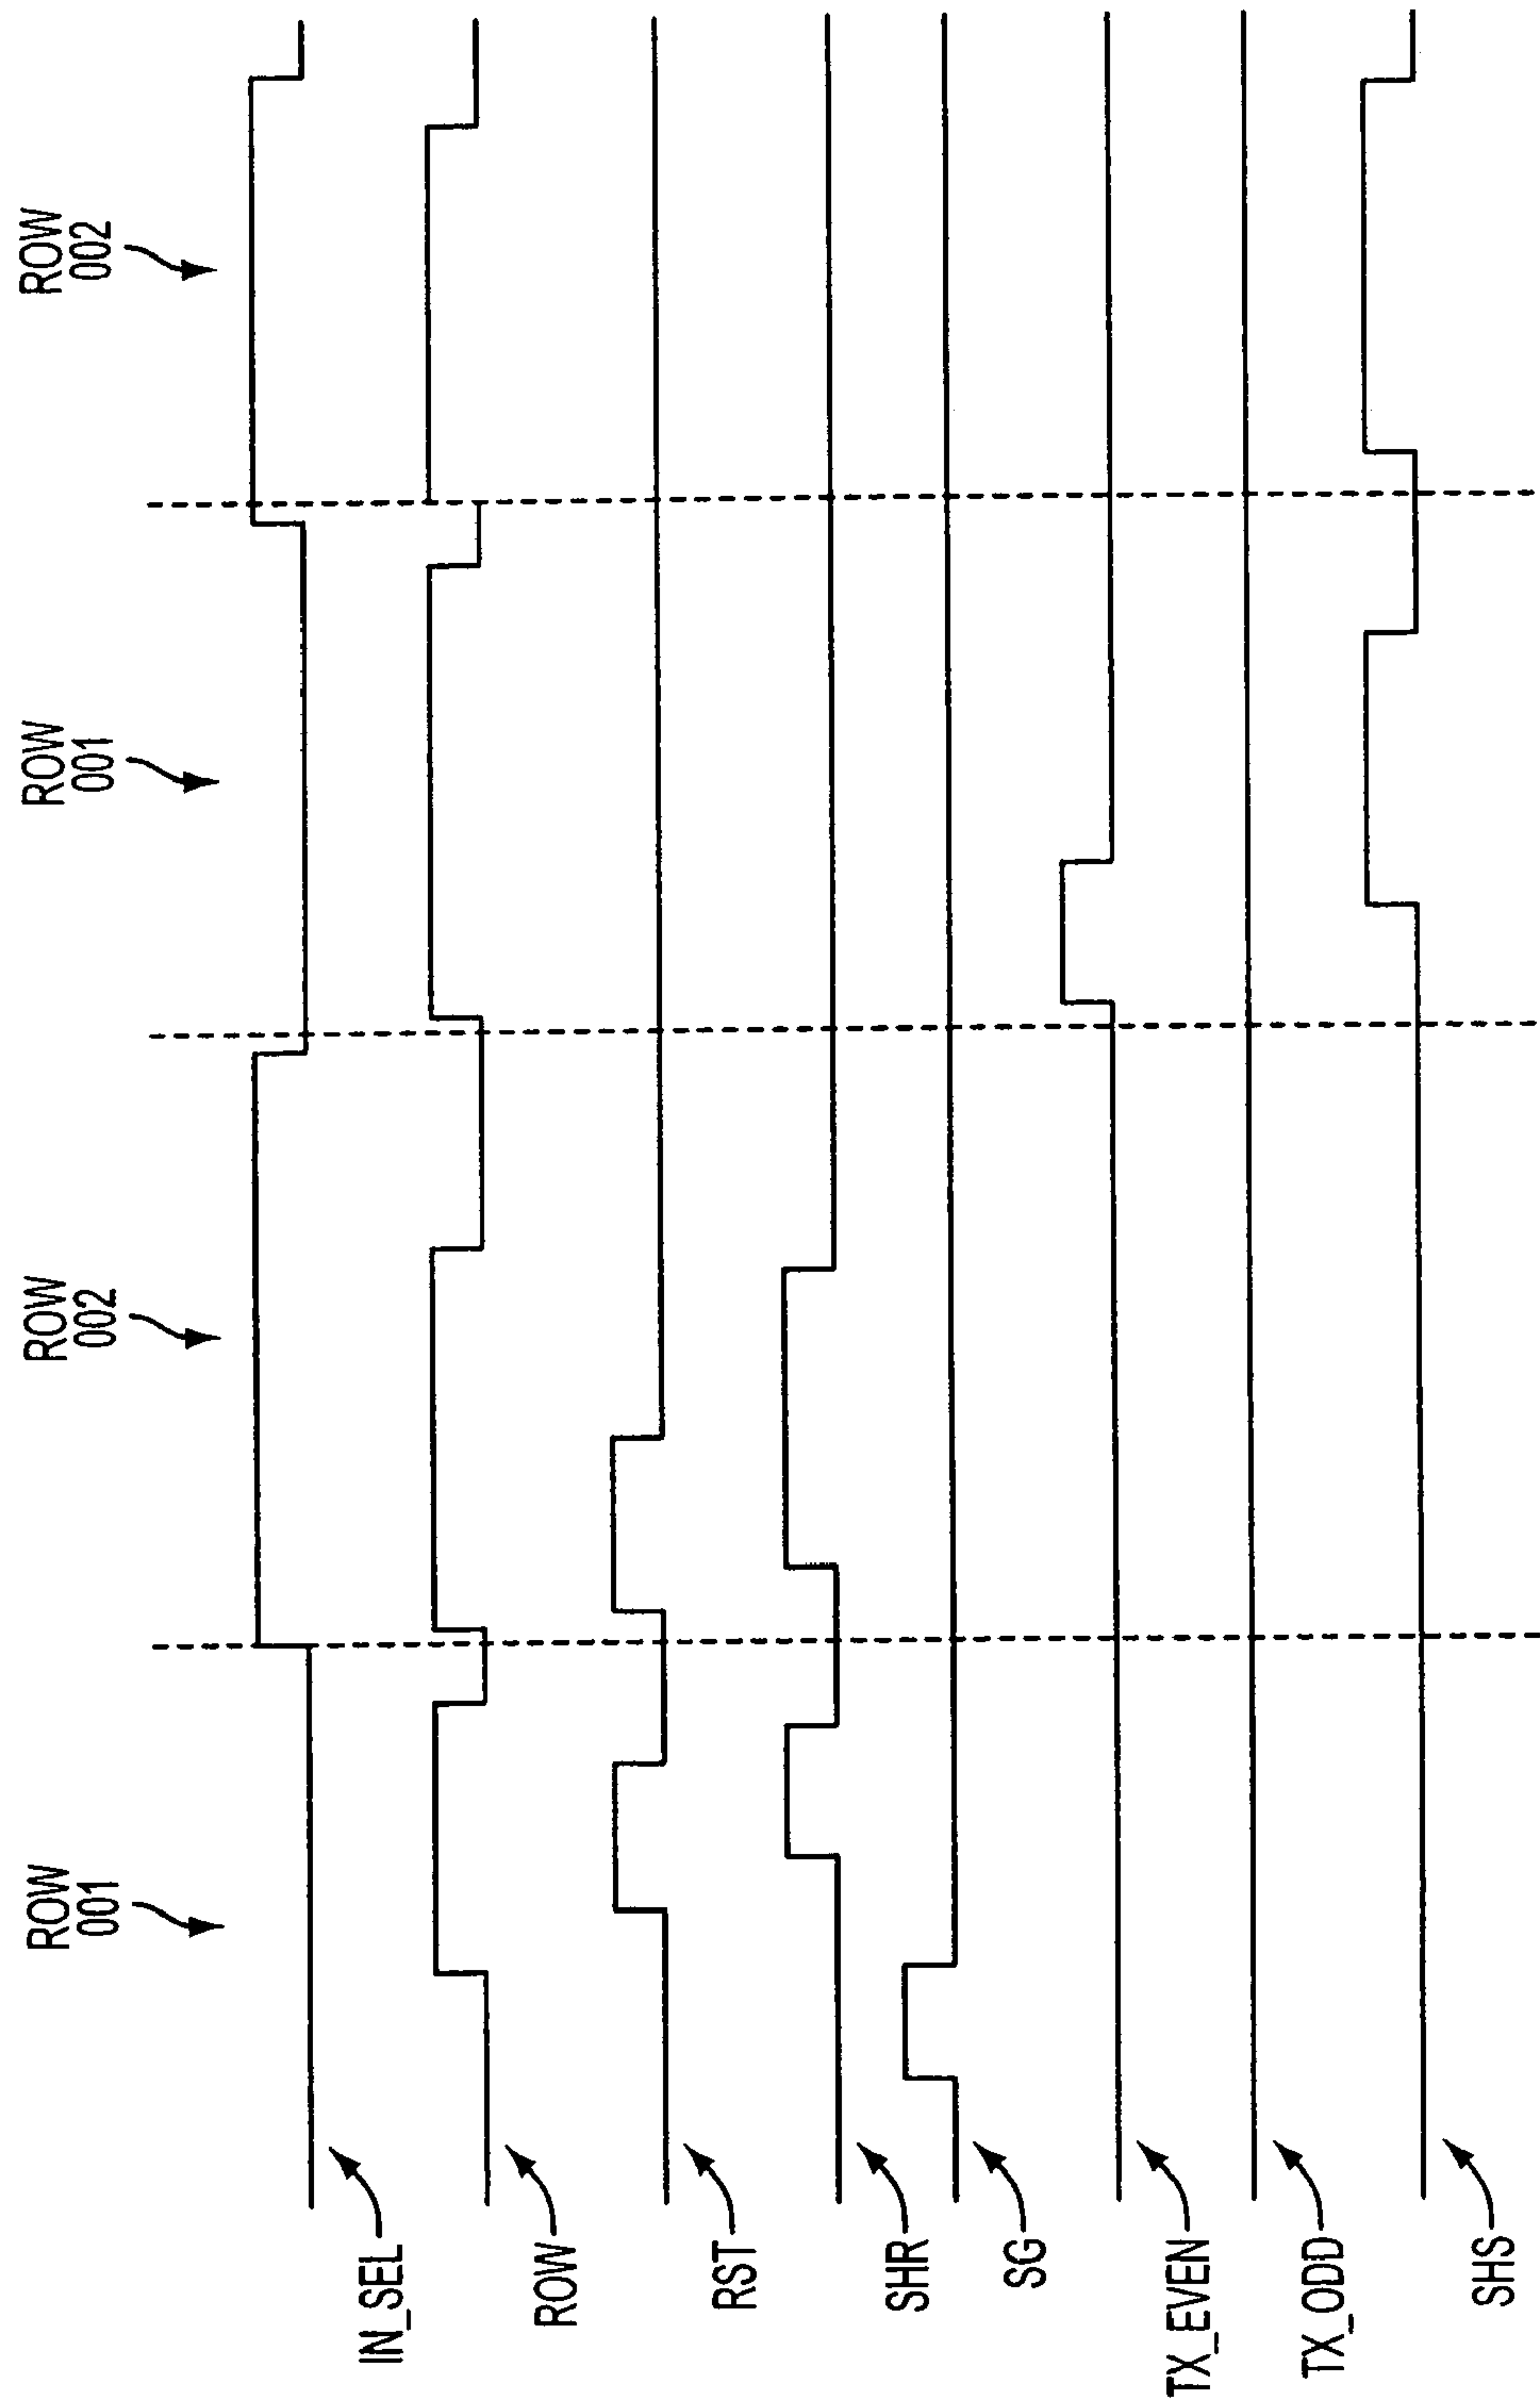 ROW
001
ROW
002
ROW
001
ROW
002
IN_SEL
ROW
RST
SHR
SG
TX_EVEN
TX_ODD
SHS